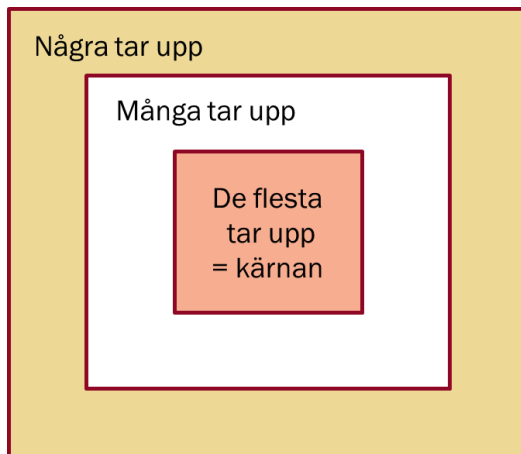 Några tar upp
Många tar upp
De flesta
tar upp
= kärnan